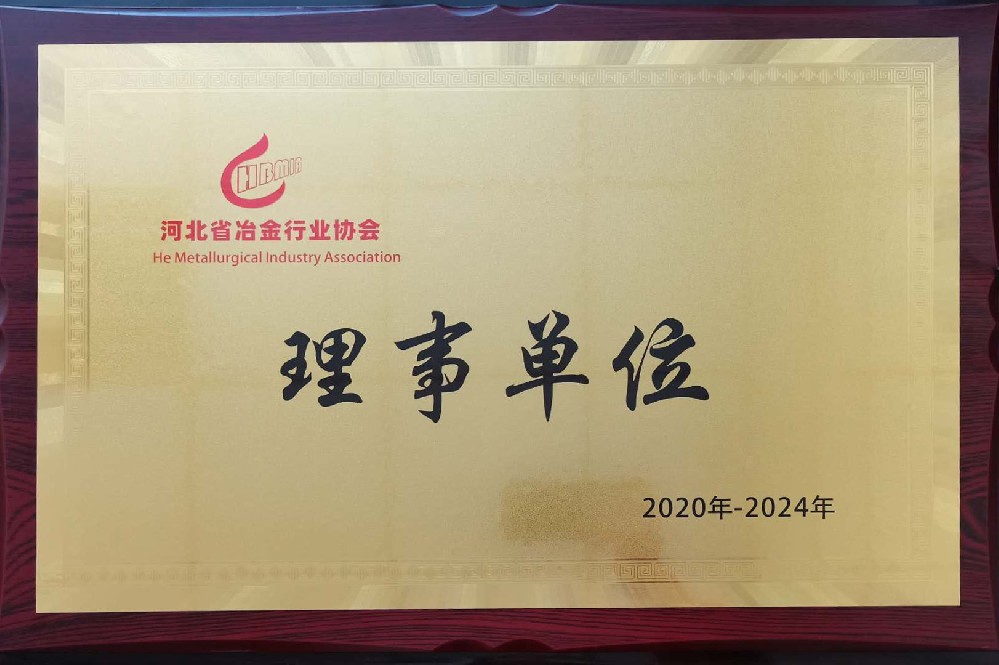 HBMIA
河北省冶金行业协会
He Metallurgical Industry Association
理事单位
2020年-2024年